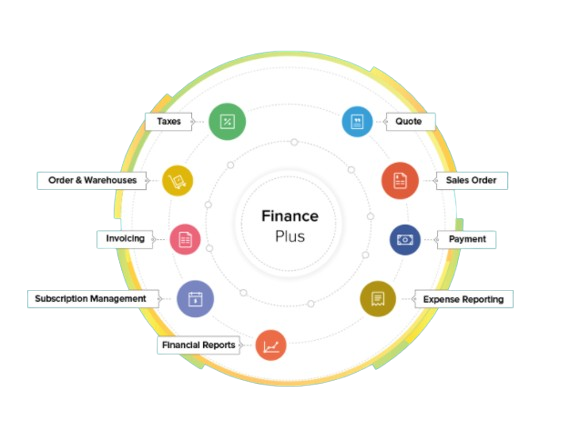 Taxes
Quote
Order & Warehouses
Sales Order
Finance
Plus
Invoicing
Payment
Subscription Management
Expense Reporting
Financial Reports